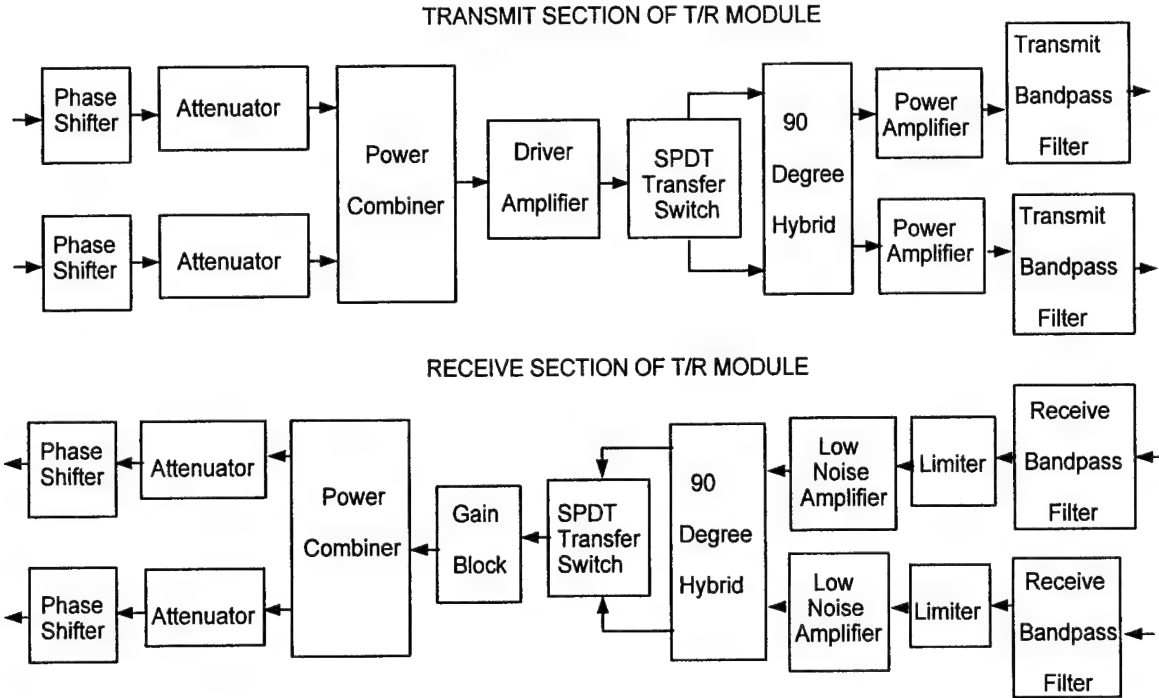 TRANSMIT SECTION OF T/R MODULE
Phase
Shifter
Attenuator
Power
Combiner
Driver
Amplifier
SPDT
Transfer
Switch
90
Degree
Hybrid
Power
Amplifier
Transmit
Bandpass
Filter
Phase
Shifter
Attenuator
Power
Amplifier
Transmit
Bandpass
Filter
RECEIVE SECTION OF T/R MODULE
Phase
Shifter
Attenuator
Power
Combiner
Gain
Block
SPDT
Transfer
Switch
90
Degree
Hybrid
Low
Noise
Amplifier
Limiter
Receive
Bandpass
Filter
Phase
Shifter
Attenuator
Low
Noise
Amplifier
Limiter
Receive
Bandpass
Filter